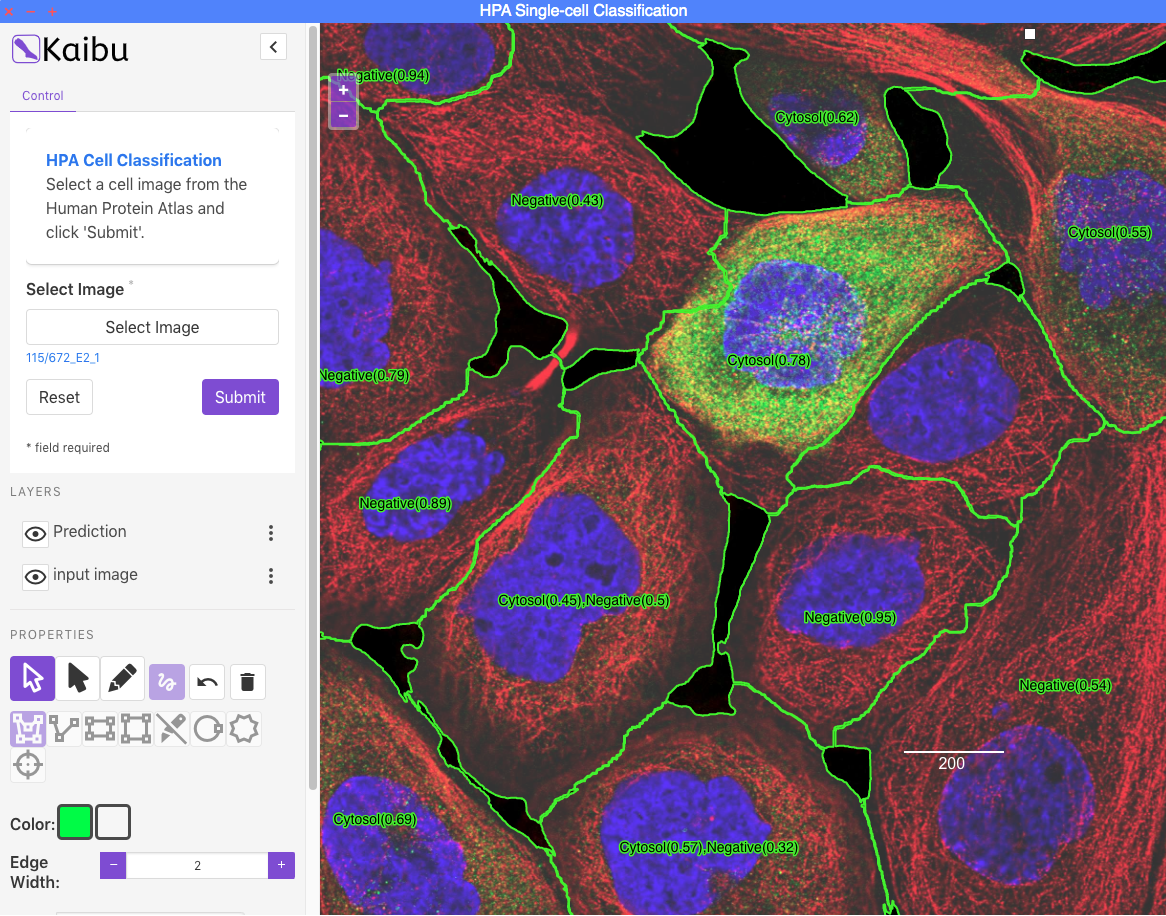 HPA Single-cell Classification
Kaibu
Control
HPA Cell Classification
Select a cell image from the
Human Protein Atlas and
click 'Submit'.
Select Image *
Select Image
115/672_E2_1
Reset
Submit
* field required
LAYERS
Prediction
input image
PROPERTIES
Color:
Edge
Width:
− 2 +
+
−
Negative(0.94)
Cytosol(0.62)
Negative(0.43)
Cytosol(0.55)
Cytosol(0.78)
Negative(0.79)
Negative(0.89)
Cytosol(0.45),Negative(0.5)
Negative(0.95)
Negative(0.54)
200
Cytosol(0.69)
Cytosol(0.57),Negative(0.32)